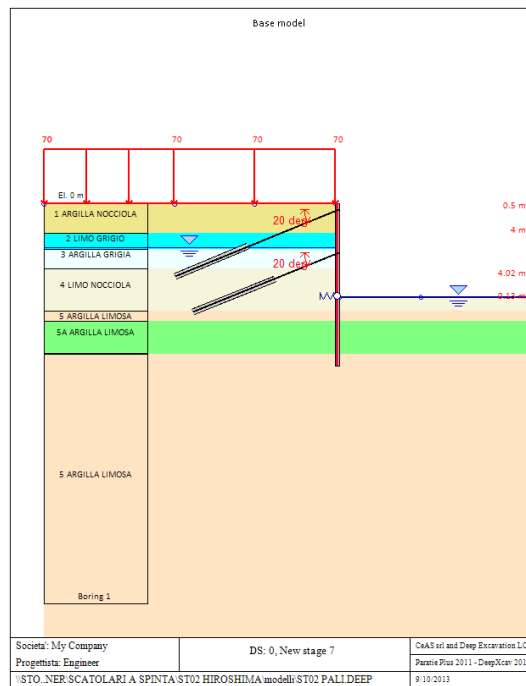 Base model
70 70 70 70
El. 0 m
0.5 m
1 ARGILLA NOCCIOLA
20 deg
4 m
2 LIMO GRIGIO
3 ARGILLA GRIGIA
20 deg
4.02 m
4 LIMO NOCCIOLA
0.13 m
5 ARGILLA LIMOSA
5A ARGILLA LIMOSA
5 ARGILLA LIMOSA
Boring 1
Societa': My Company
Progettista: Engineer
DS: 0, New stage 7
CeAS srl and Deep Excavation LC
Paratie Plus 2011 - DeepXcav 201
\\STO..NER\SCATOLARI A SPINTA\ST02 HIROSHIMA\modelli\ST02 PALI.DEEP
9/10/2013